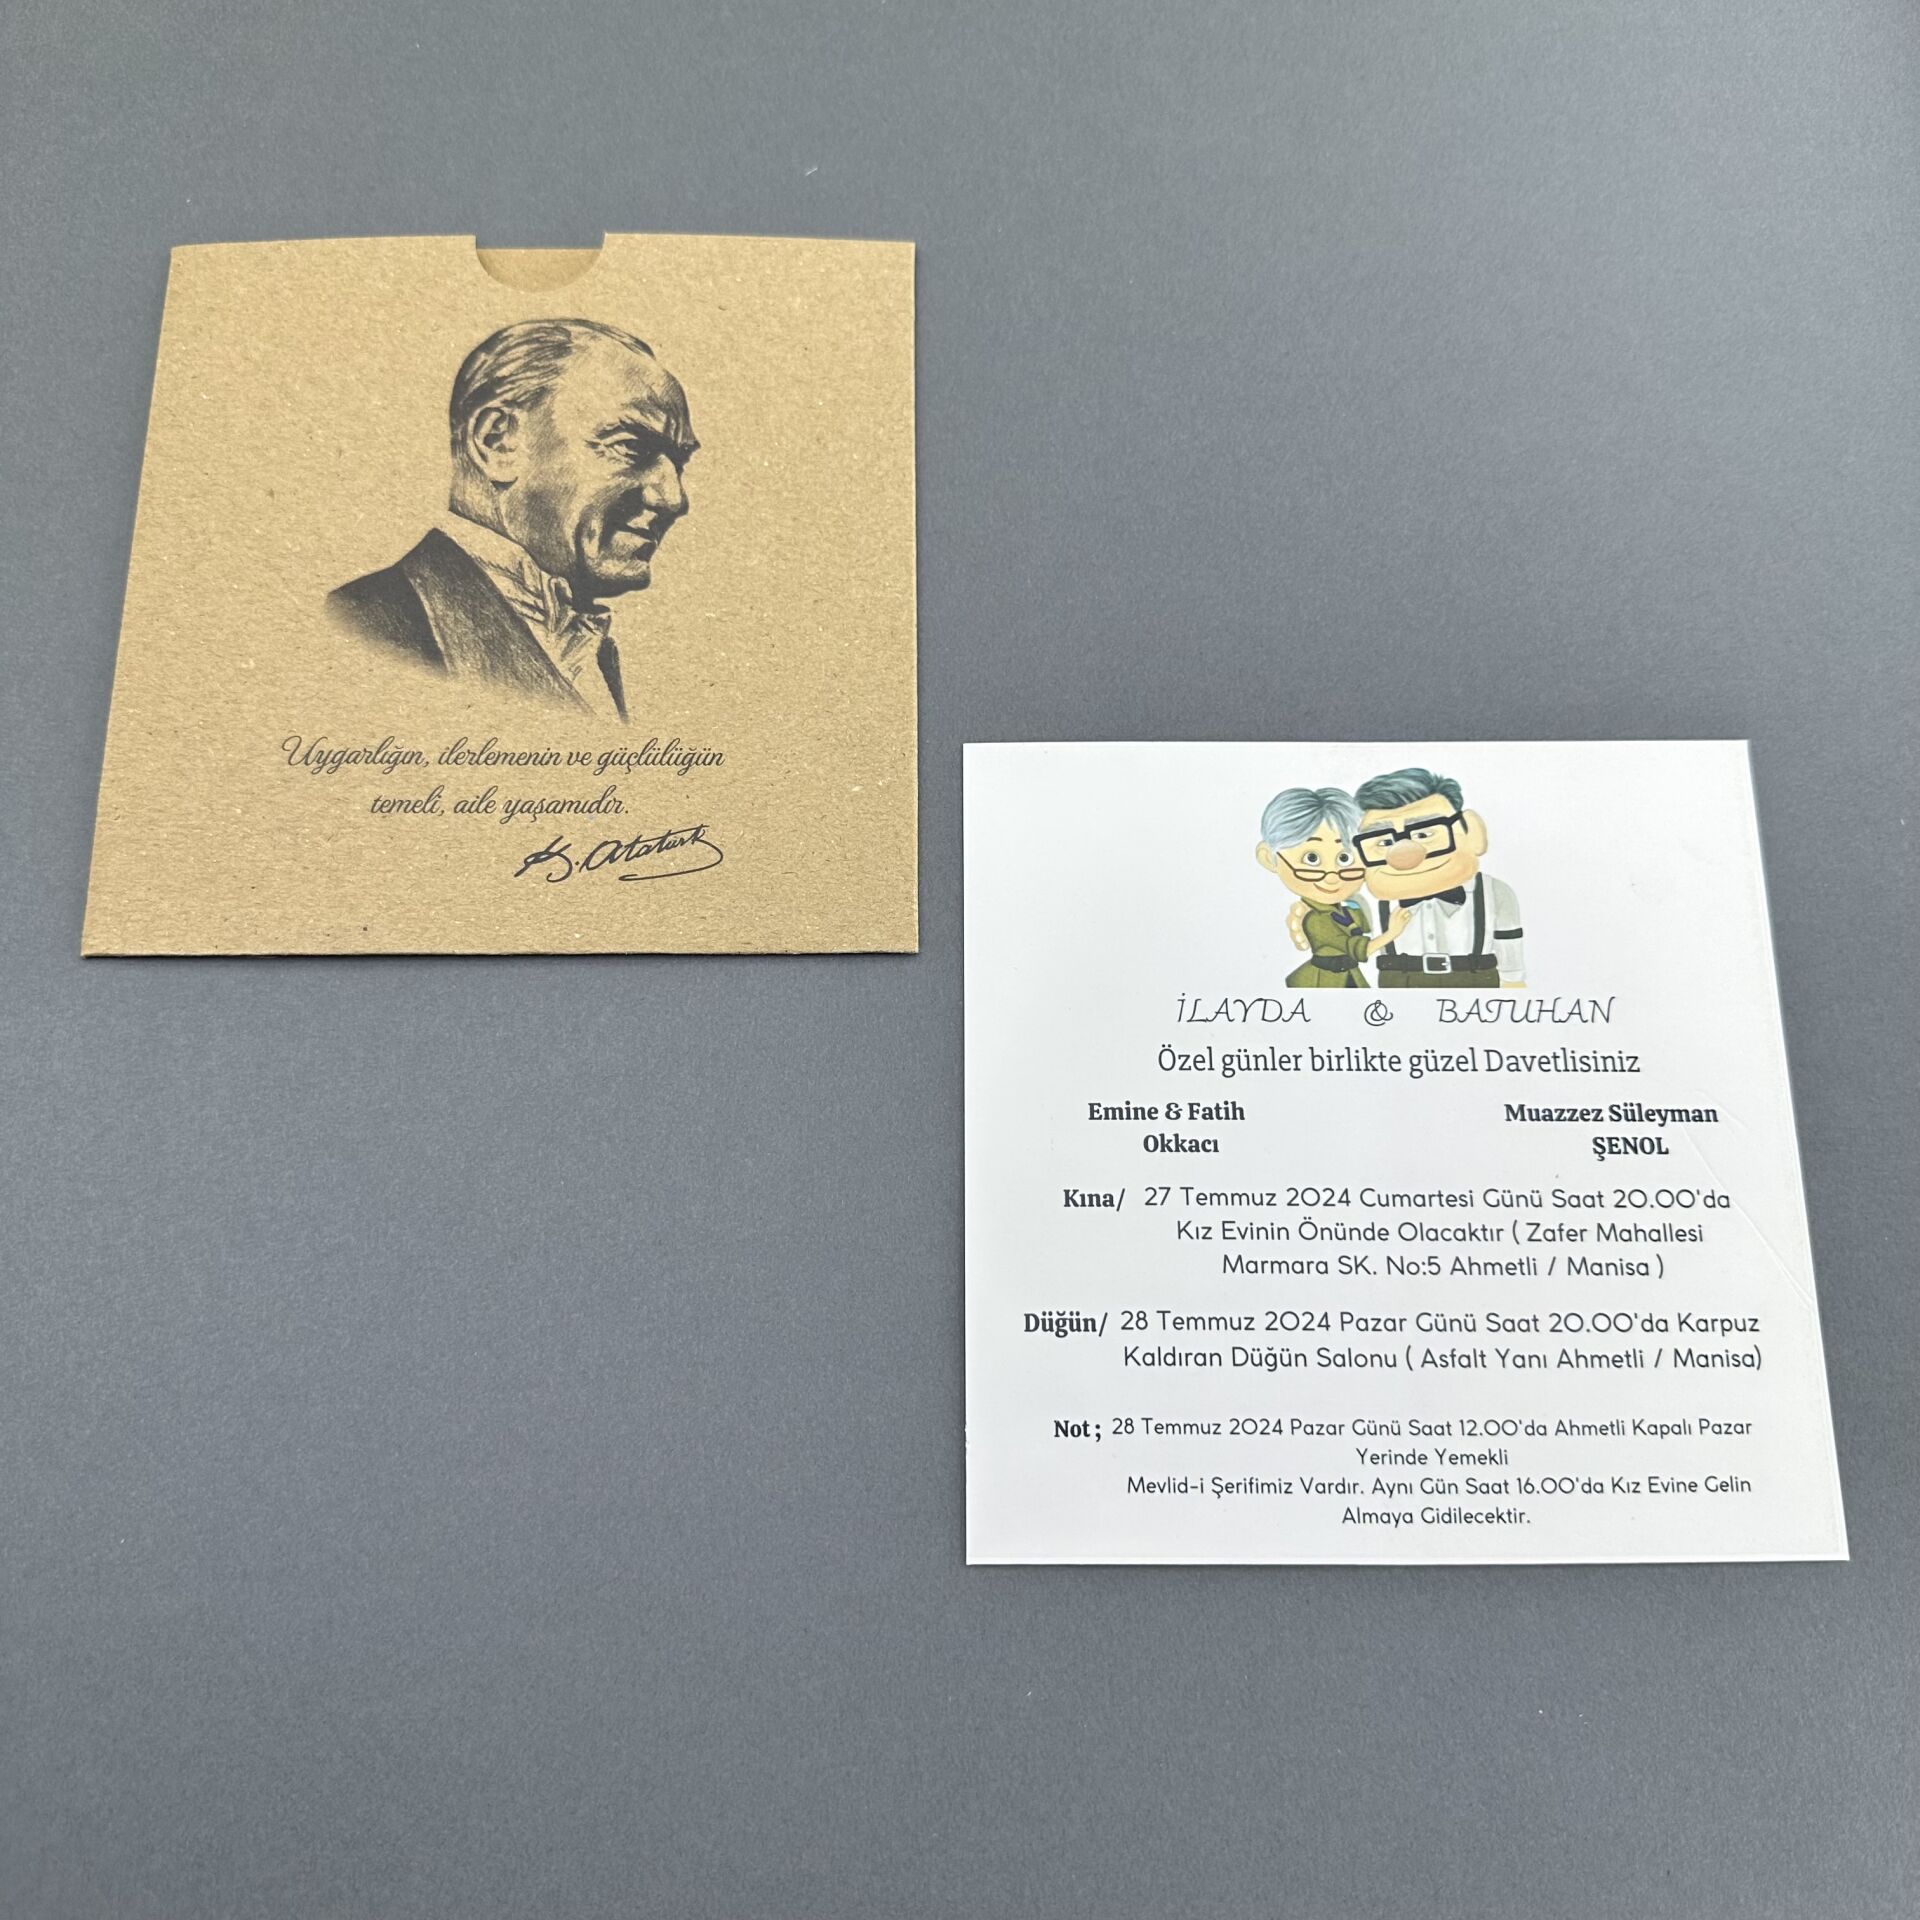 Uygarlığın, ilerlemenin ve güçlülüğün
temeli, aile yaşamıdır.
K. Atatürk
İLAYDA & BATUHAN
Özel günler birlikte güzel Davetlisiniz
Emine & Fatih
Okkacı
Muazzez Süleyman
ŞENOL
Kına/ 27 Temmuz 2024 Cumartesi Günü Saat 20.00'da
Kız Evinin Önünde Olacaktır ( Zafer Mahallesi
Marmara SK. No:5 Ahmetli / Manisa )
Düğün/ 28 Temmuz 2024 Pazar Günü Saat 20.00'da Karpuz
Kaldıran Düğün Salonu ( Asfalt Yanı Ahmetli / Manisa)
Not ; 28 Temmuz 2024 Pazar Günü Saat 12.00'da Ahmetli Kapalı Pazar
Yerinde Yemekli
Mevlid-i Şerifimiz Vardır. Aynı Gün Saat 16.00'da Kız Evine Gelin
Almaya Gidilecektir.